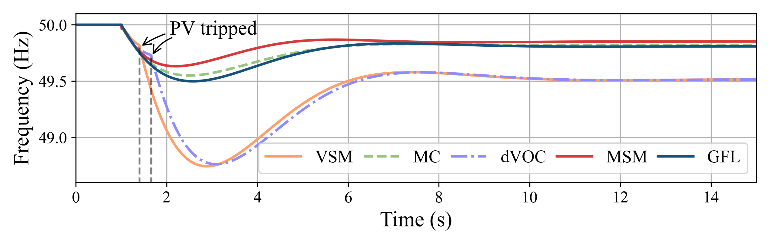 50.0
49.5
49.0
Frequency (Hz)
PV tripped
VSM MC dVOC MSM GFL
0 2 4 6 8 10 12 14
Time (s)